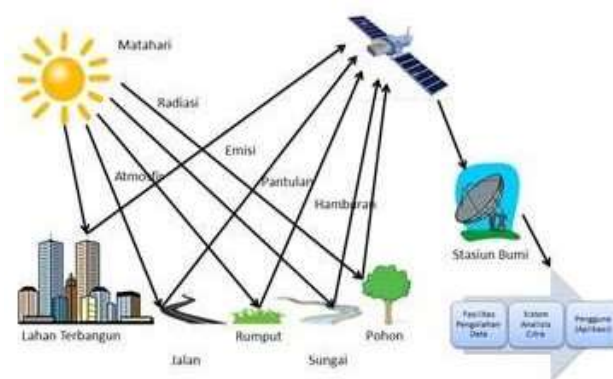 Matahari
Radiasi
Emisi
Atmosfir
Pantulan
Hamburan
Stasiun Bumi
Lahan Terbangun
Jalan
Rumput
Sungai
Pohon
Fasilitas
Pengolahan
Data
Sistem
Analisis
Citra
Pengguna
(Aplikasi)